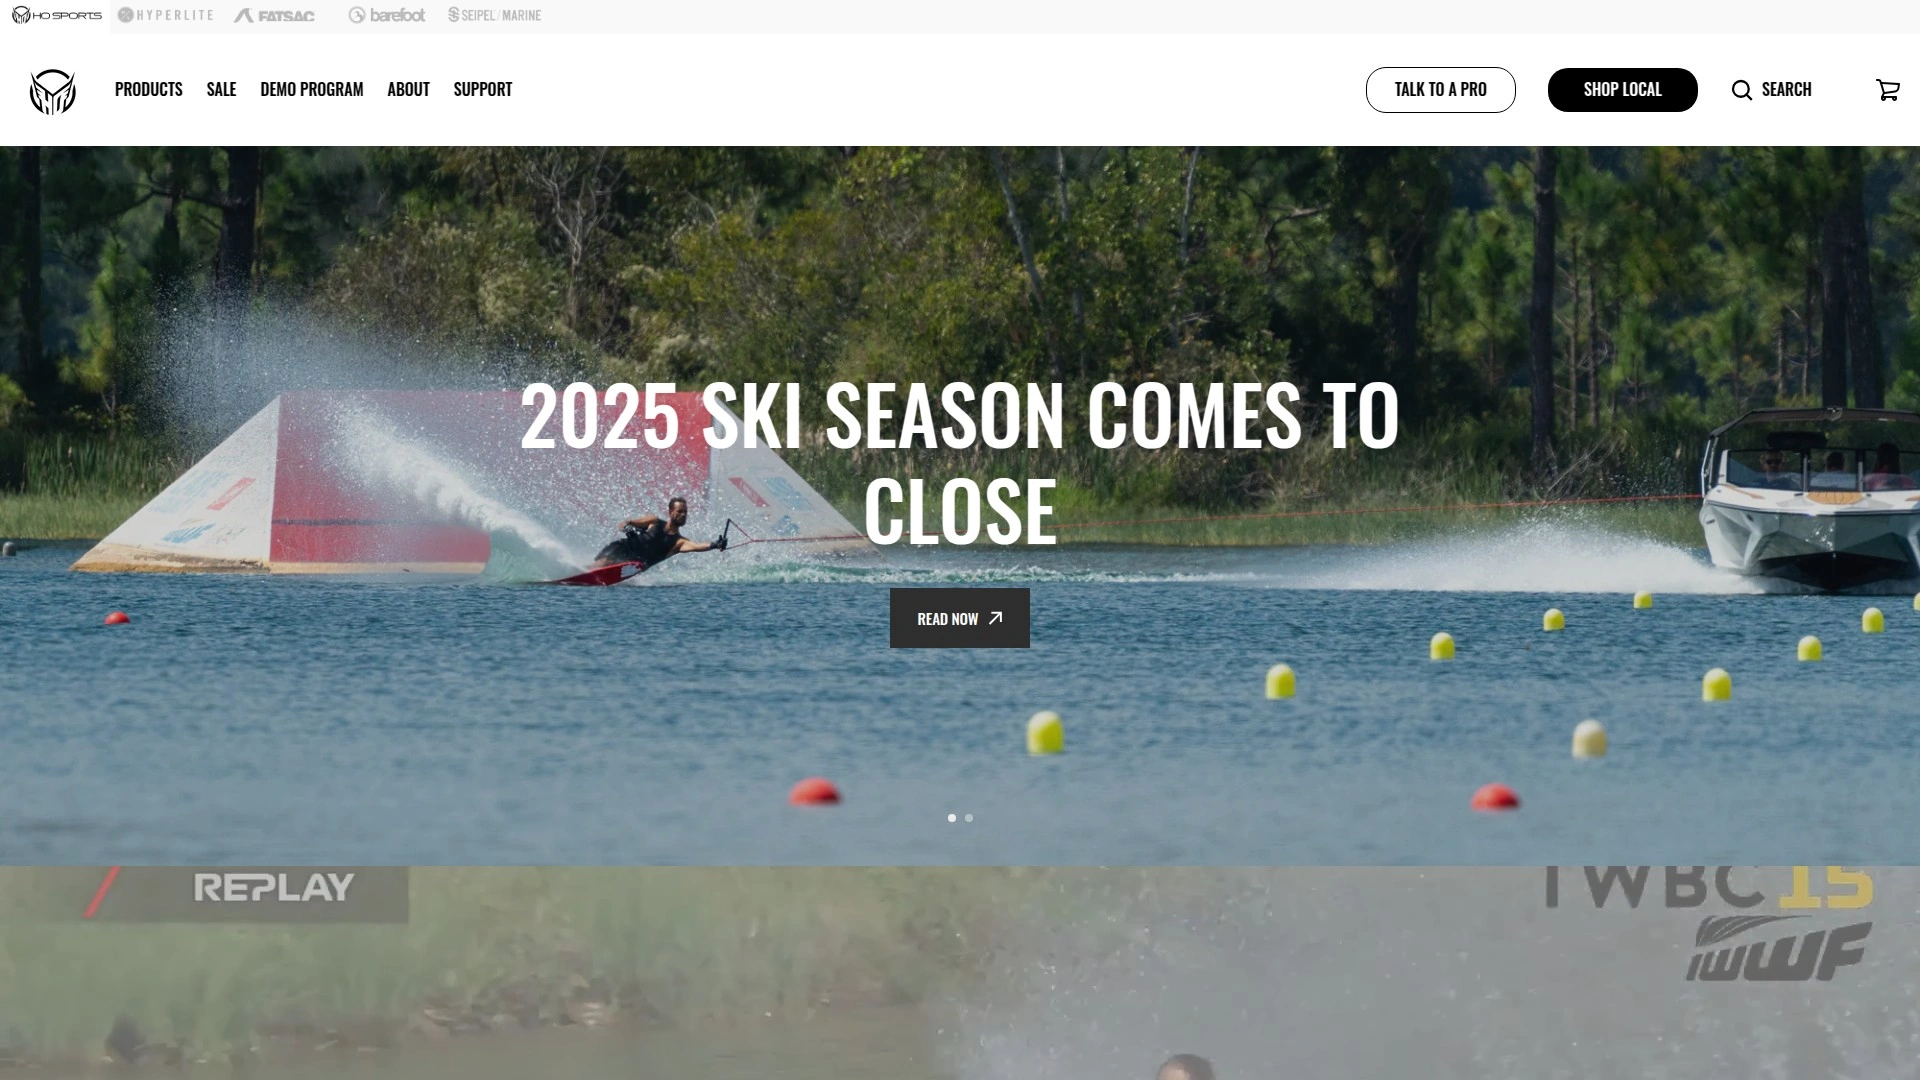 HO SPORTS
HYPERLITE
FATSAC
barefoot
SEIPEL/MARINE
PRODUCTS
SALE
DEMO PROGRAM
ABOUT
SUPPORT
TALK TO A PRO
SHOP LOCAL
SEARCH
2025 SKI SEASON COMES TO
CLOSE
READ NOW
REPLAY
IWBC 15
IWWF